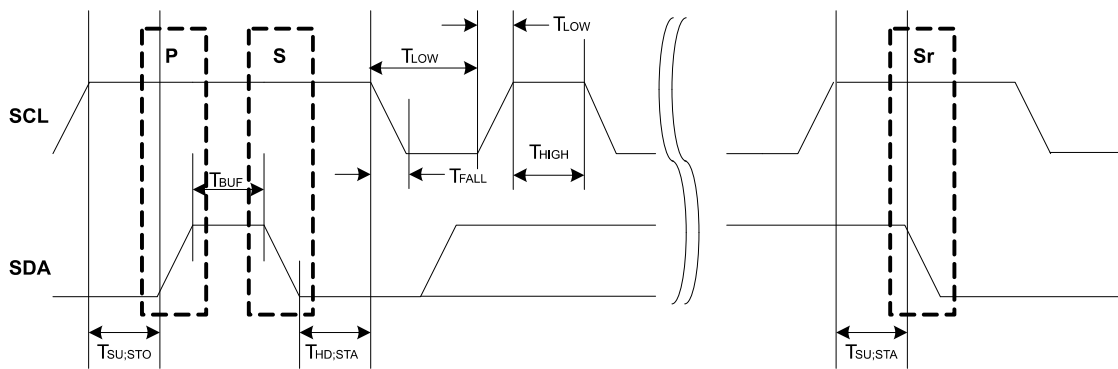 TLOW
P
S
TLOW
Sr
SCL
THIGH
TBUF
TFALL
SDA
TSU;STO
THD;STA
TSU;STA